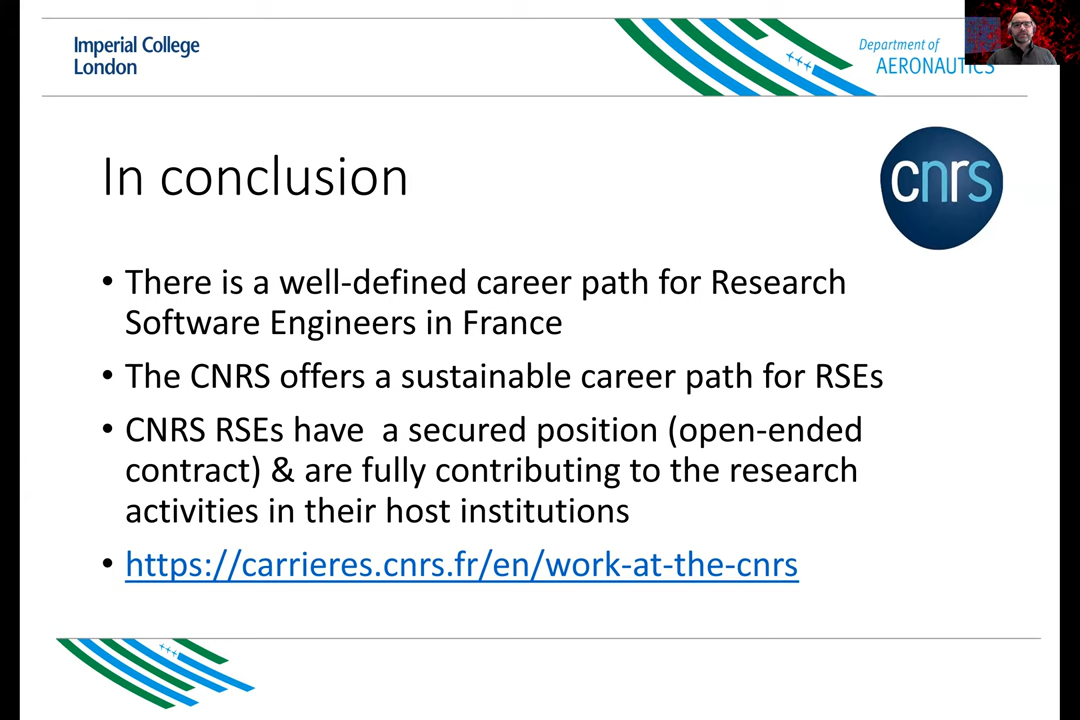 Imperial College
London
Department of
AERONAUTICS
cnrs
In conclusion
• There is a well-defined career path for Research
Software Engineers in France
• The CNRS offers a sustainable career path for RSEs
• CNRS RSEs have  a secured position (open-ended
contract) & are fully contributing to the research
activities in their host institutions
• https://carrieres.cnrs.fr/en/work-at-the-cnrs